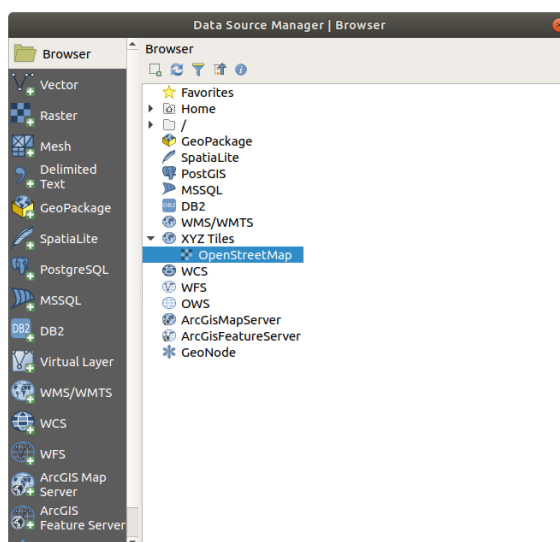 Data Source Manager | Browser
Browser
Vector
Raster
Mesh
Delimited
Text
GeoPackage
SpatiaLite
PostgreSQL
MSSQL
DB2
DB2
Virtual Layer
WMS/WMTS
WCS
WFS
ArcGIS Map
Server
ArcGIS
Feature Server
Browser
Favorites
Home
/
GeoPackage
SpatiaLite
PostGIS
MSSQL
DB2
DB2
WMS/WMTS
XYZ Tiles
OpenStreetMap
WCS
WFS
OWS
ArcGisMapServer
ArcGisFeatureServer
GeoNode